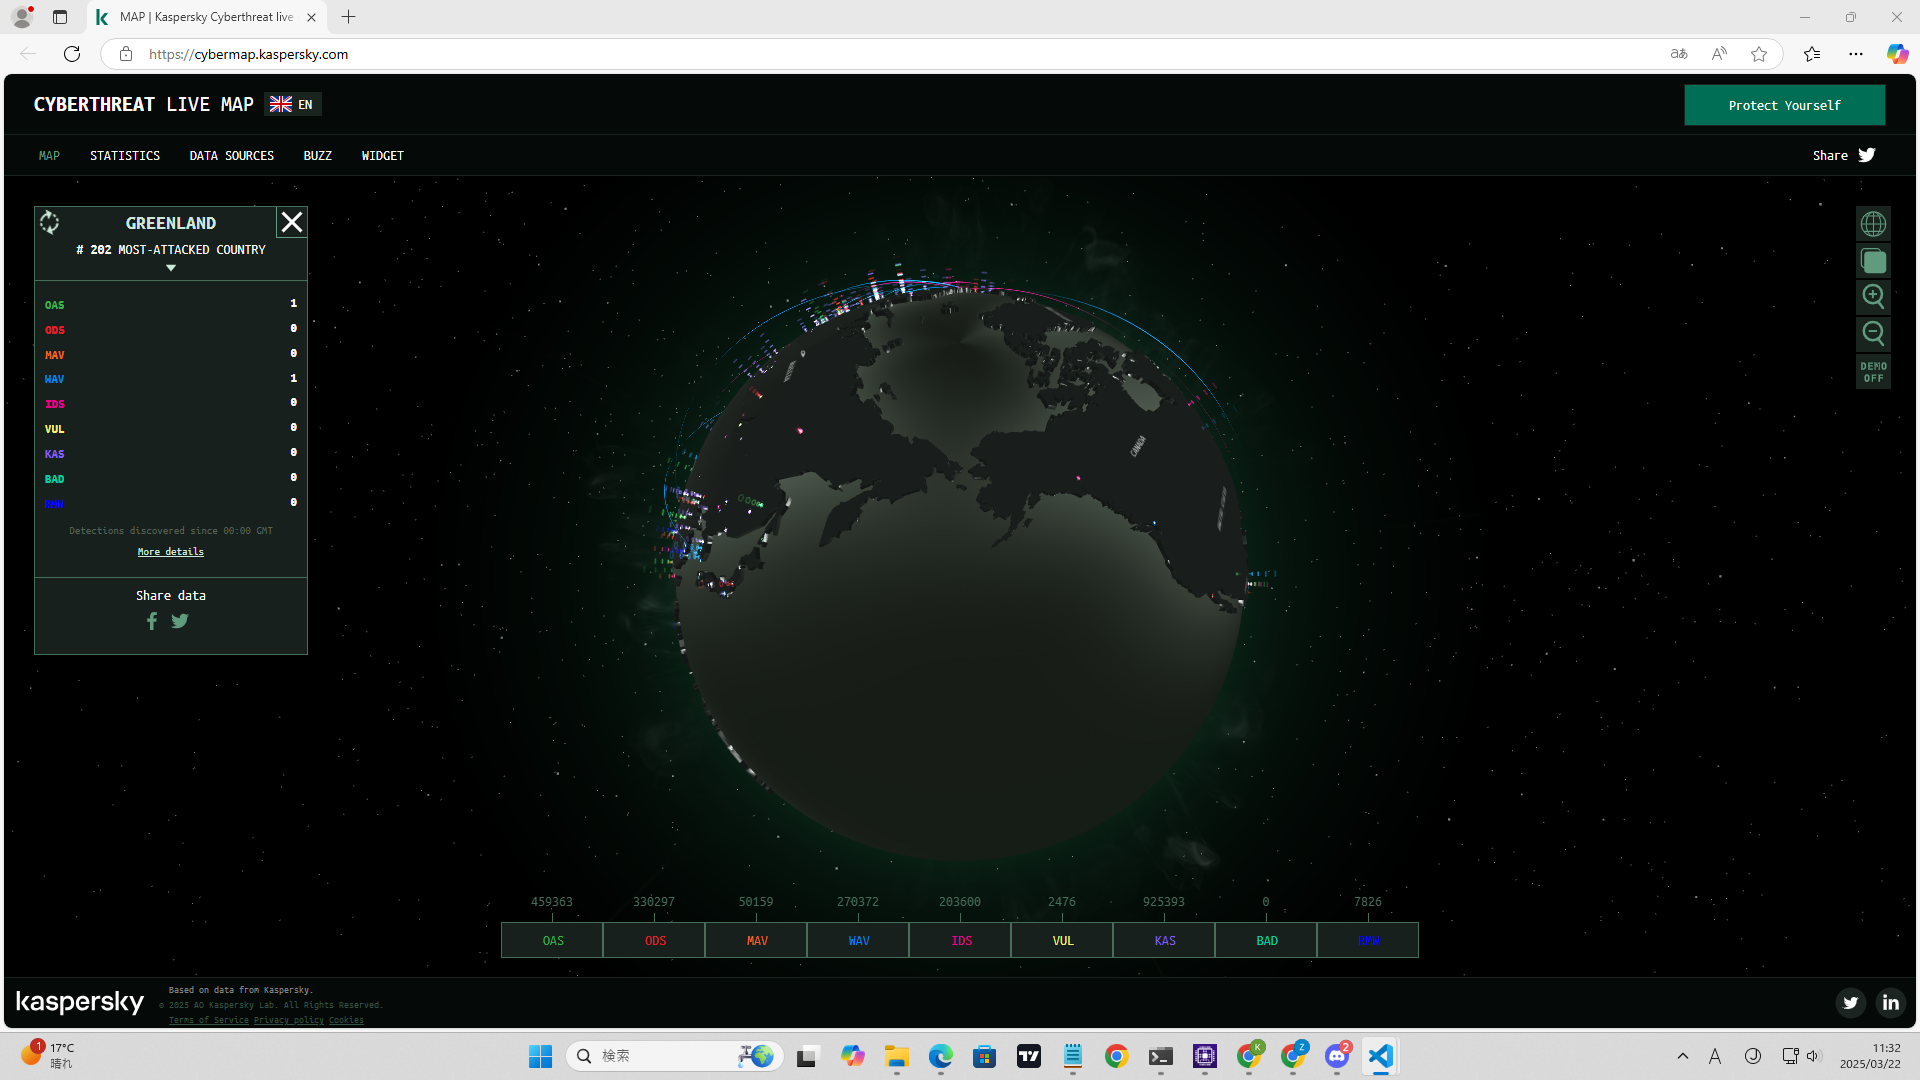 MAP | Kaspersky Cyberthreat live
https://cybermap.kaspersky.com
CYBERTHREAT LIVE MAP EN
Protect Yourself
MAP STATISTICS DATA SOURCES BUZZ WIDGET
Share
GREENLAND
# 202 MOST-ATTACKED COUNTRY
OAS 1
ODS 0
MAV 0
WAV 1
IDS 0
VUL 0
KAS 0
BAD 0
RMW 0
Detections discovered since 00:00 GMT
More details
Share data
DEMO
OFF
CANADA
459363 330297 50159 270372 203600 2476 925393 0 7826
OAS ODS MAV WAV IDS VUL KAS BAD RMW
kaspersky
Based on data from Kaspersky.
© 2025 AO Kaspersky Lab. All Rights Reserved.
Terms of Service Privacy policy Cookies
1
17°C
晴れ
検索
K
Z
2
A
11:32
2025/03/22